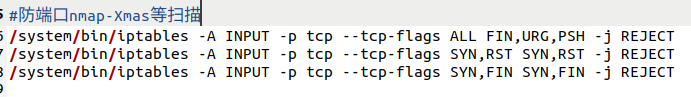 #防端口nmap-Xmas等扫描
/system/bin/iptables -A INPUT -p tcp --tcp-flags ALL FIN,URG,PSH -j REJECT
/system/bin/iptables -A INPUT -p tcp --tcp-flags SYN,RST SYN,RST -j REJECT
/system/bin/iptables -A INPUT -p tcp --tcp-flags SYN,FIN SYN,FIN -j REJECT